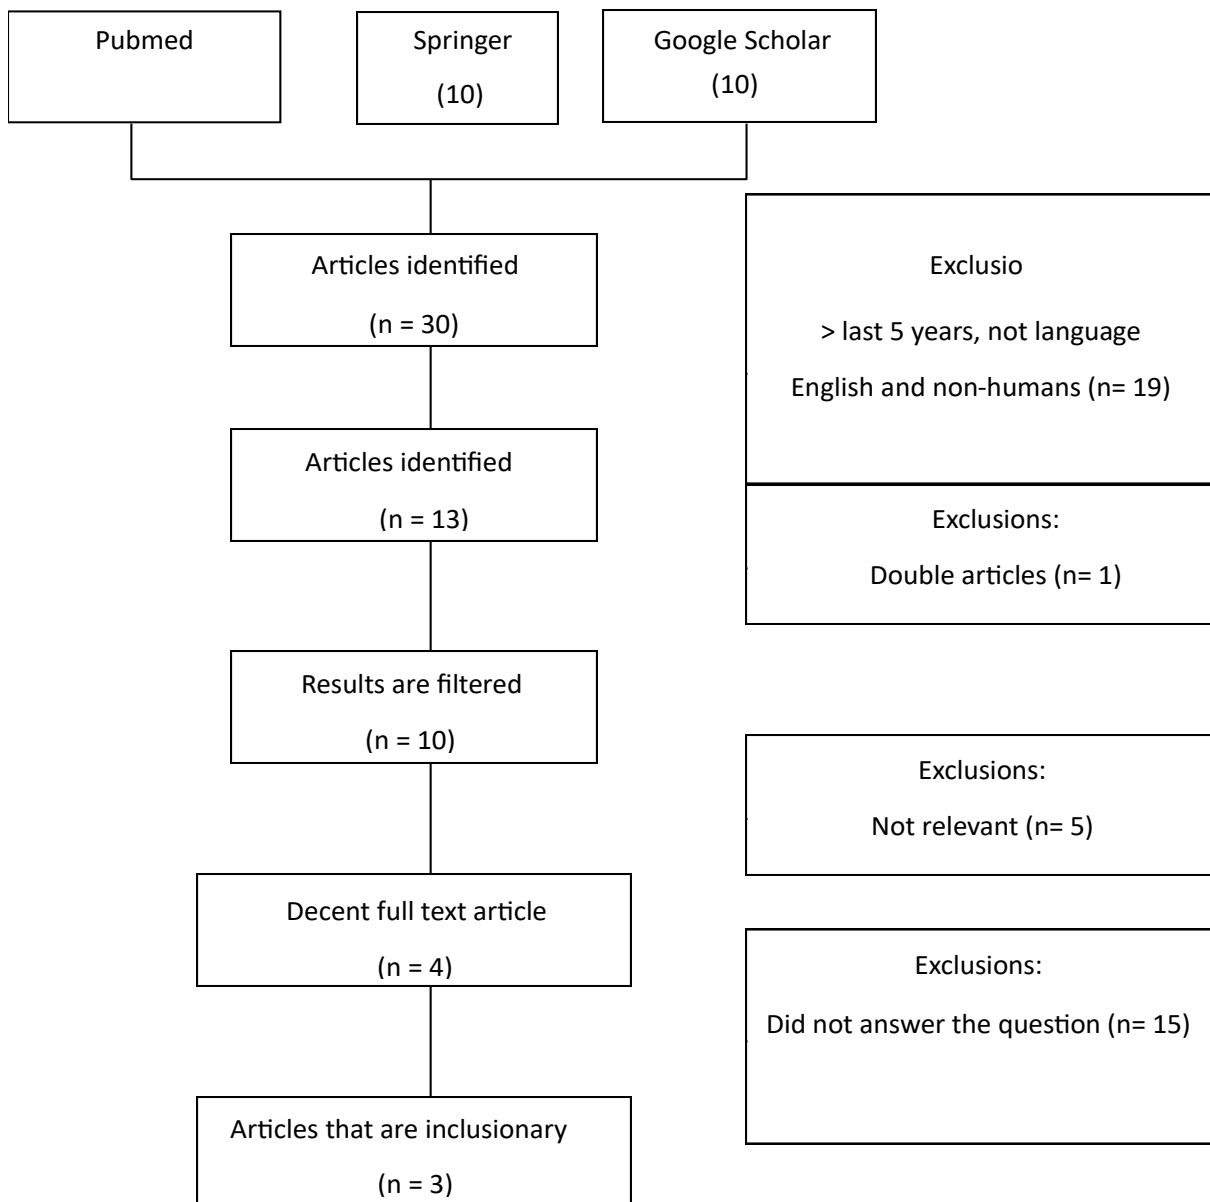 Pubmed
Springer
(10)
Google Scholar
(10)
Articles identified
(n = 30)
Exclusio
> last 5 years, not language
English and non-humans (n= 19)
Articles identified
(n = 13)
Exclusions:
Double articles (n= 1)
Results are filtered
(n = 10)
Exclusions:
Not relevant (n= 5)
Decent full text article
(n = 4)
Exclusions:
Did not answer the question (n= 15)
Articles that are inclusionary
(n = 3)